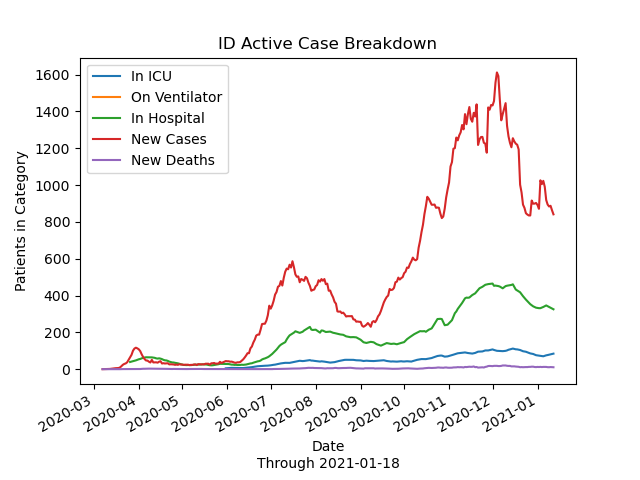 ID Active Case Breakdown
In ICU
On Ventilator
In Hospital
New Cases
New Deaths
Patients in Category
1600
1400
1200
1000
800
600
400
200
0
2020-03
2020-04
2020-05
2020-06
2020-07
2020-08
2020-09
2020-10
2020-11
2020-12
2021-01
Date
Through 2021-01-18